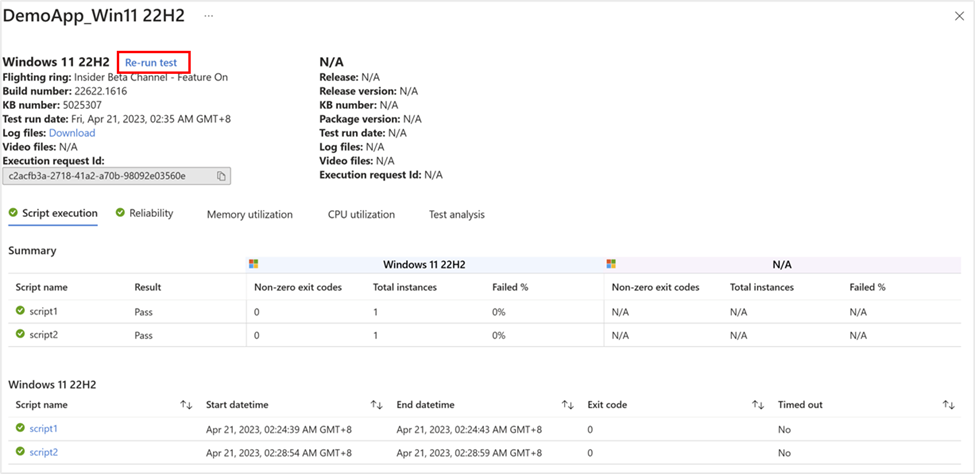 DemoApp_Win11 22H2 ...
Windows 11 22H2 Re-run test
Flighting ring: Insider Beta Channel - Feature On
Build number: 22622.1616
KB number: 5025307
Test run date: Fri, Apr 21, 2023, 02:35 AM GMT+8
Log files: Download
Video files: N/A
Execution request Id:
c2acfb3a-2718-41a2-a70b-98092e03560e
N/A
Release: N/A
Release version: N/A
KB number: N/A
Package version: N/A
Test run date: N/A
Log files: N/A
Video files: N/A
Execution request Id: N/A
Script execution Reliability Memory utilization CPU utilization Test analysis
Summary
Windows 11 22H2 N/A
Script name Result Non-zero exit codes Total instances Failed % Non-zero exit codes Total instances Failed %
script1 Pass 0 1 0% N/A N/A N/A
script2 Pass 0 1 0% N/A N/A N/A
Windows 11 22H2
Script name Start datetime End datetime Exit code Timed out
script1 Apr 21, 2023, 02:24:39 AM GMT+8 Apr 21, 2023, 02:24:43 AM GMT+8 0 No
script2 Apr 21, 2023, 02:28:54 AM GMT+8 Apr 21, 2023, 02:28:59 AM GMT+8 0 No